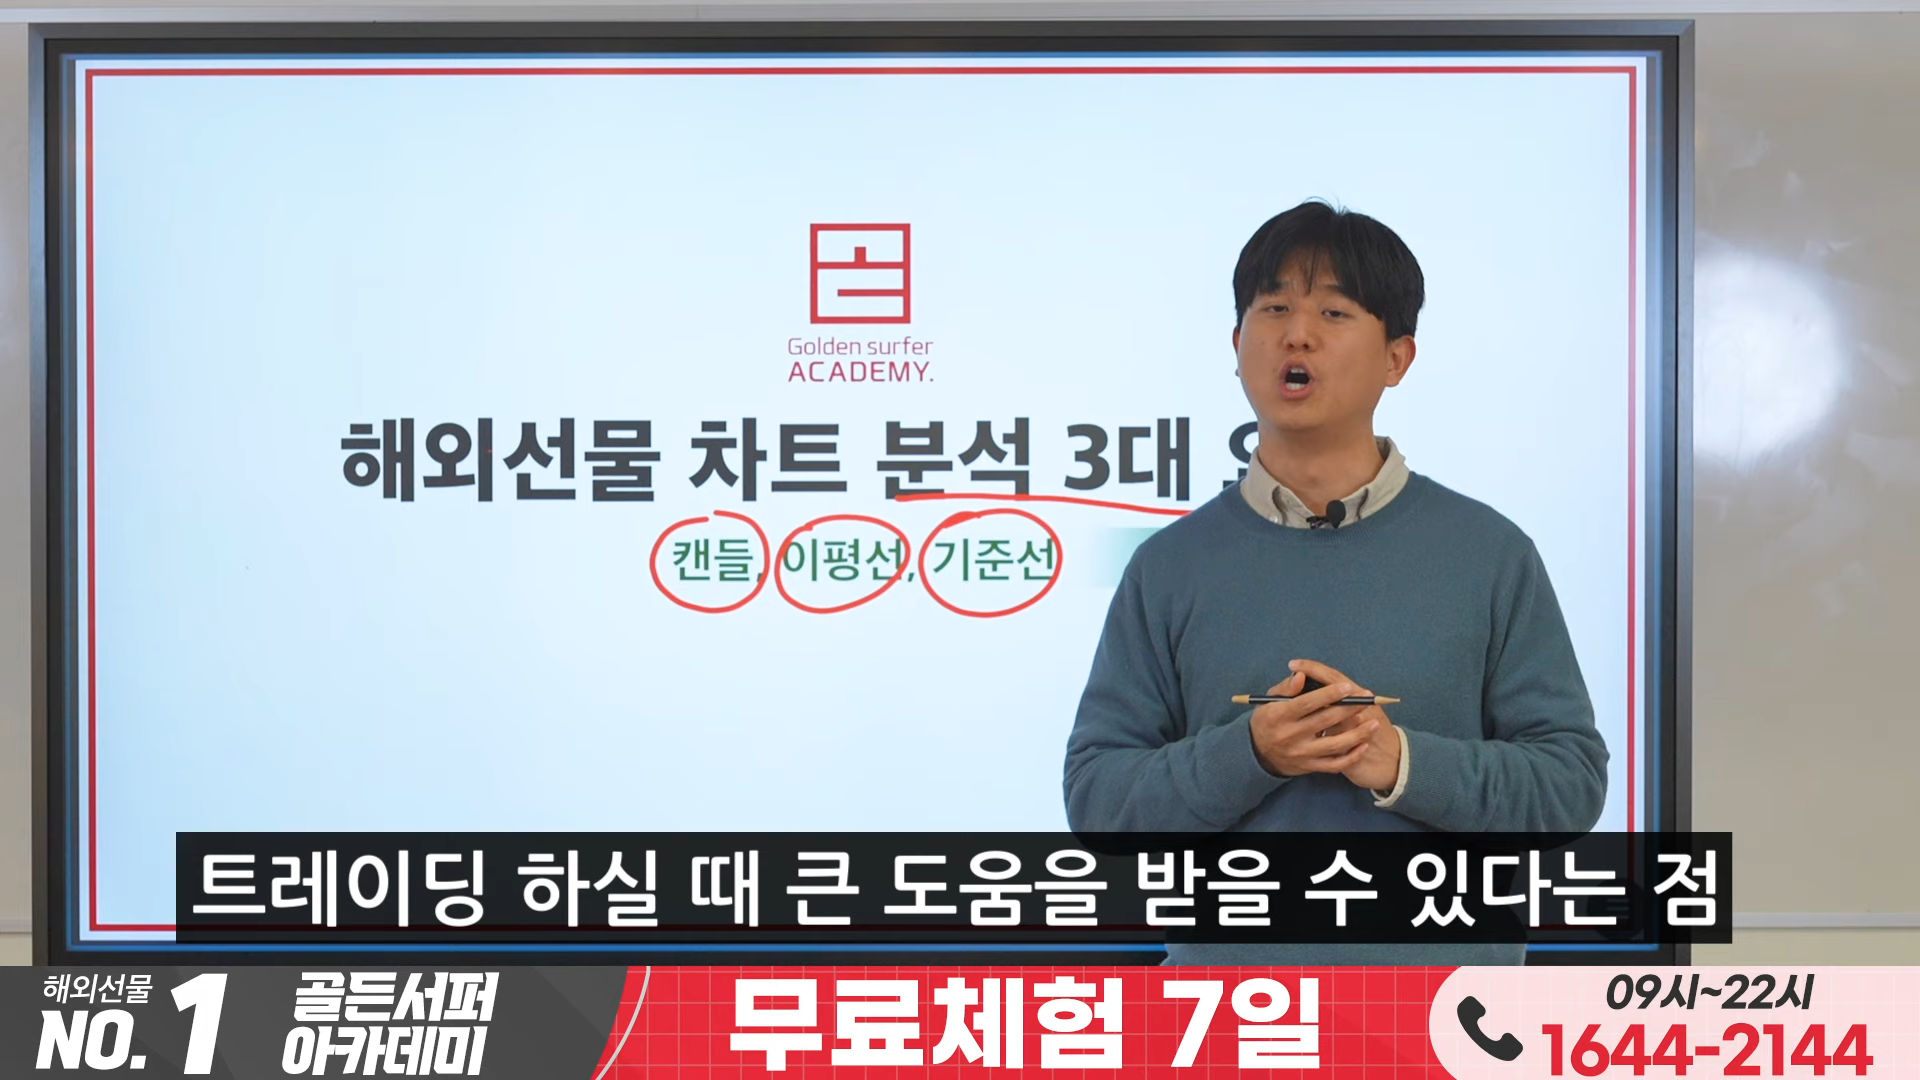 Golden surfer
ACADEMY.
해외선물 차트 분석 3대
캔들, 이평선, 기준선
트레이딩 하실 때 큰 도움을 받을 수 있다는 점
해외선물
NO. 1
골든서퍼
아카데미
무료체험 7일
09시~22시
1644-2144